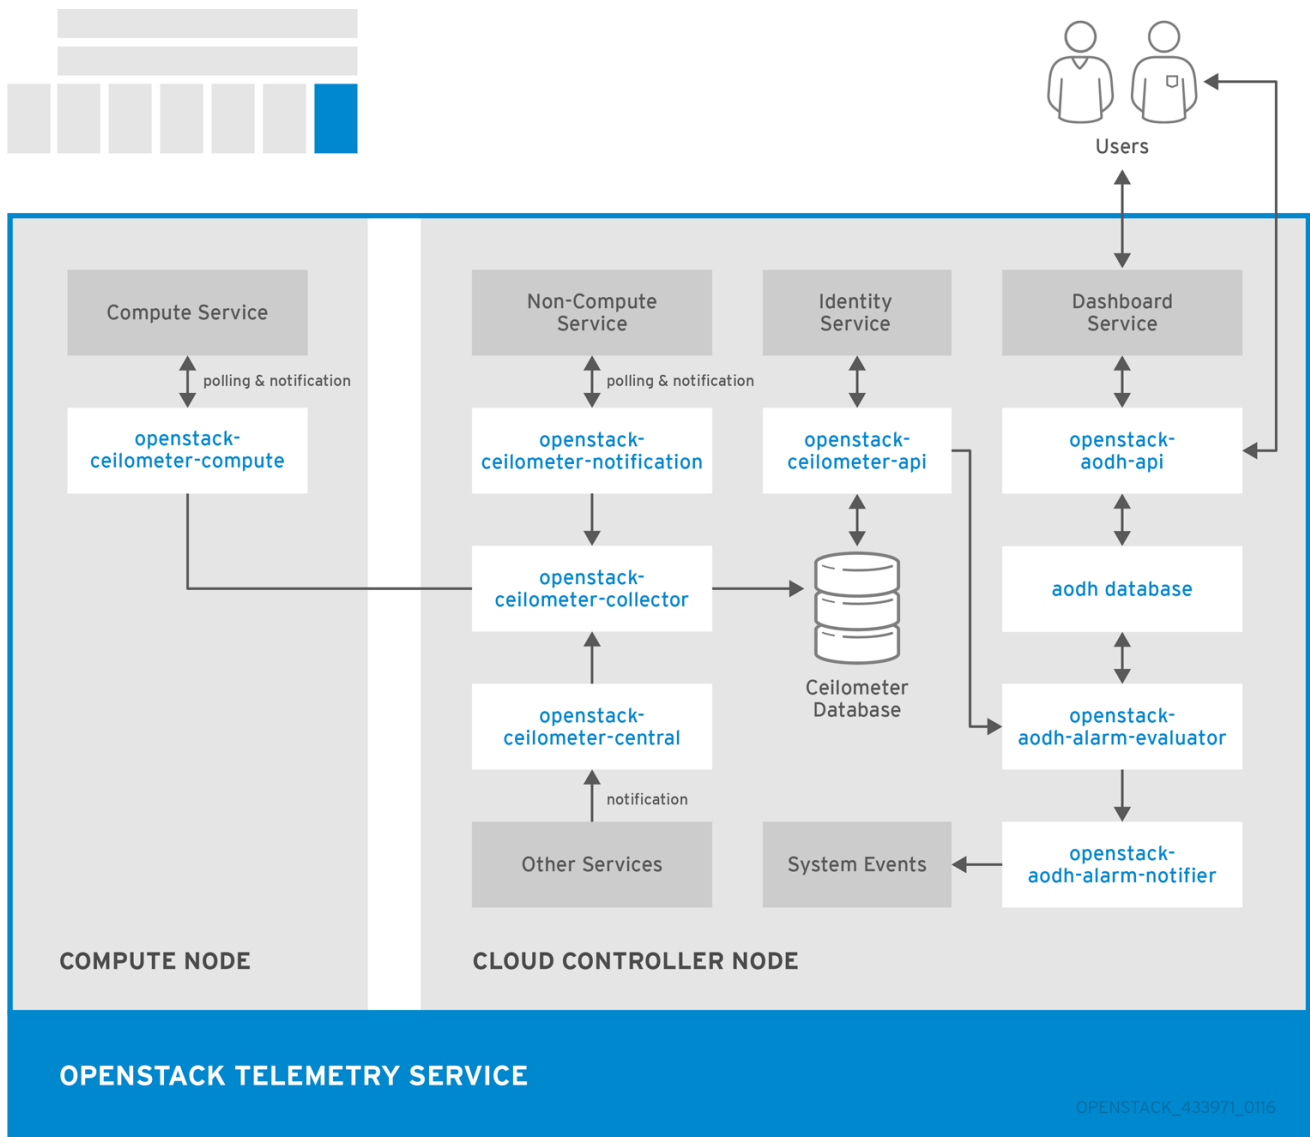 Users
Compute Service
polling & notification
openstack-
ceilometer-compute
Non-Compute
Service
polling & notification
openstack-
ceilometer-notification
openstack-
ceilometer-collector
openstack-
ceilometer-central
notification
Other Services
Identity
Service
openstack-
ceilometer-api
Ceilometer
Database
System Events
Dashboard
Service
openstack-
aodh-api
aodh database
openstack-
aodh-alarm-evaluator
openstack-
aodh-alarm-notifier
COMPUTE NODE
CLOUD CONTROLLER NODE
OPENSTACK TELEMETRY SERVICE
OPENSTACK_433971_0116